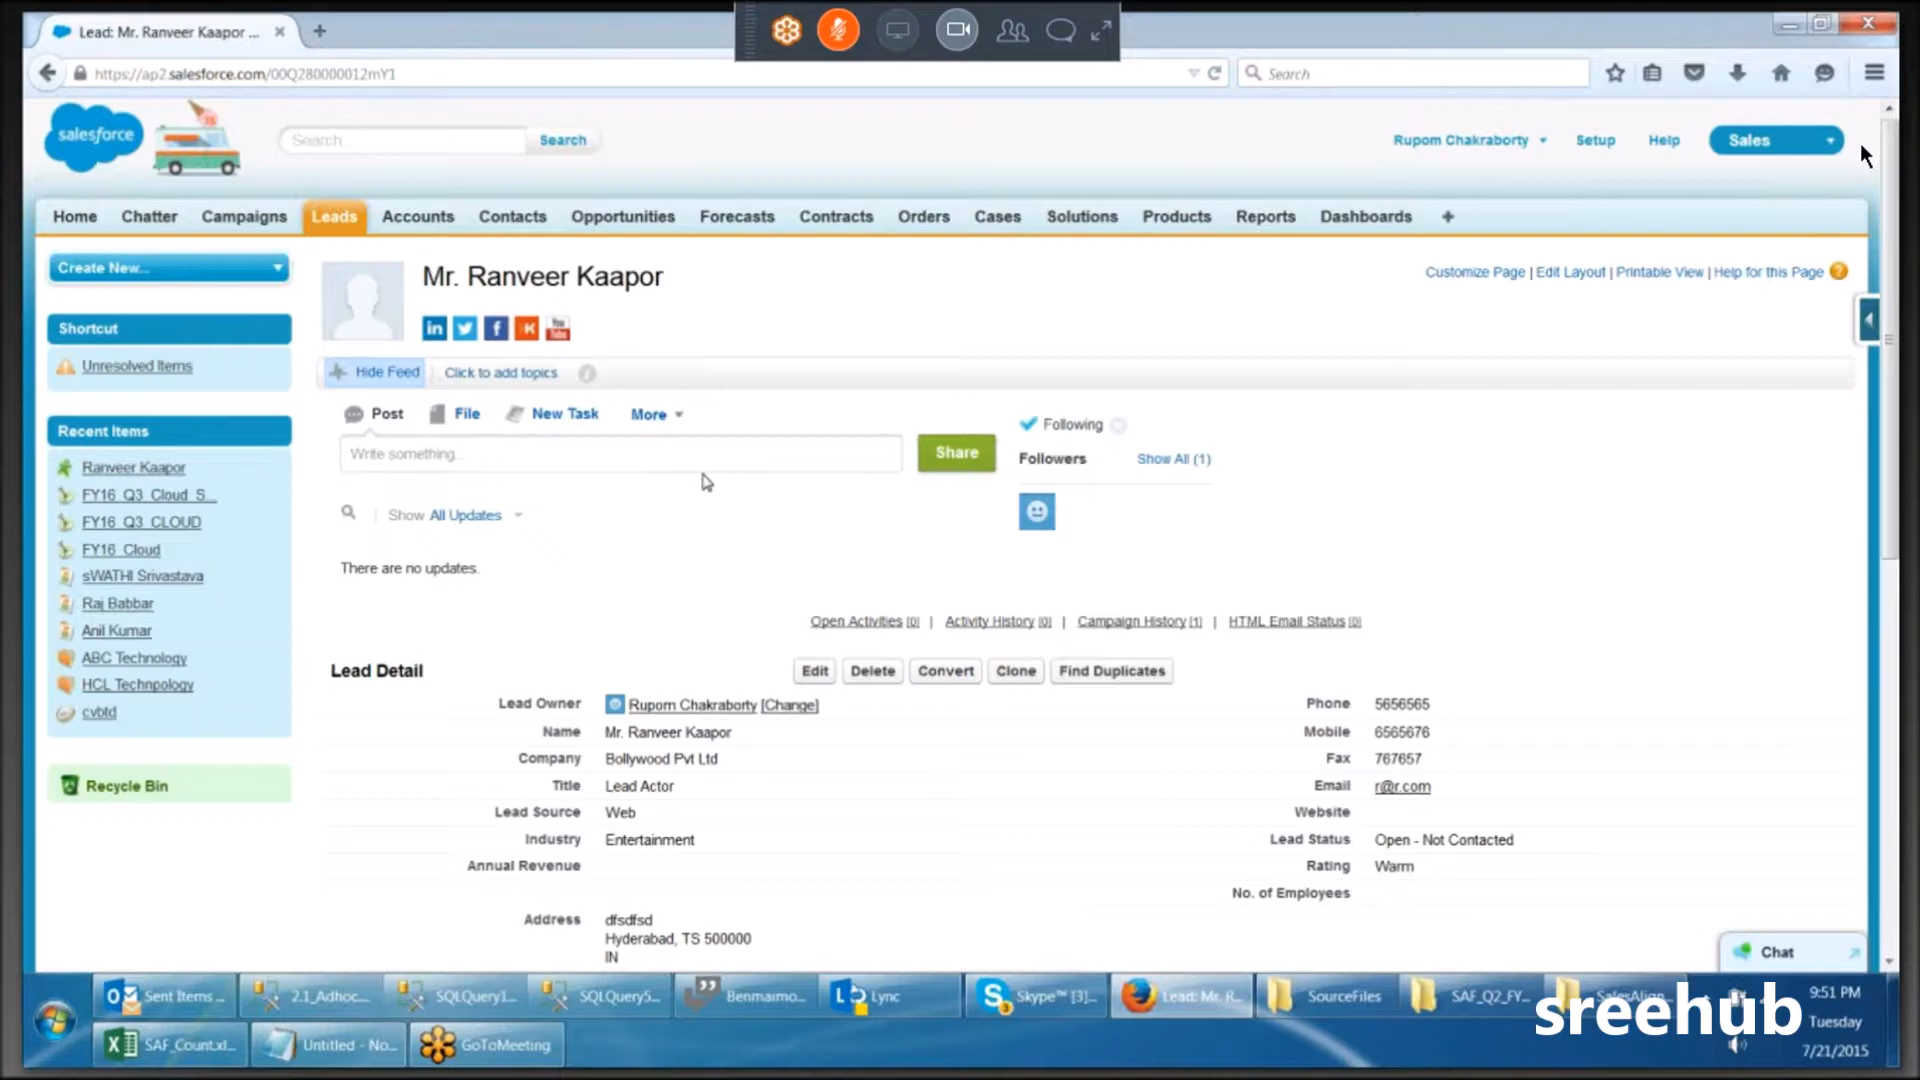 Lead: Mr. Ranveer Kaapor ...
https://ap2.salesforce.com/00Q280000012mY1
Search
salesforce
Search...
Search
Rupom Chakraborty
Setup
Help
Sales
Home
Chatter
Campaigns
Leads
Accounts
Contacts
Opportunities
Forecasts
Contracts
Orders
Cases
Solutions
Products
Reports
Dashboards
+
Create New...
Shortcut
Unresolved Items
Recent Items
Ranveer Kaapor
FY16_Q3_Cloud_S...
FY16_Q3_CLOUD
FY16_Cloud
sWATHI Srivastava
Raj Babbar
Anil Kumar
ABC Technology
HCL Technpology
cvbtd
Recycle Bin
Mr. Ranveer Kaapor
Customize Page | Edit Layout | Printable View | Help for this Page
in
f
You Tube
Hide Feed
Click to add topics
Post
File
New Task
More
Write something...
Share
Following
Followers
Show All (1)
Show All Updates
There are no updates.
Open Activities [0] | Activity History [0] | Campaign History [1] | HTML Email Status [0]
Lead Detail
Edit
Delete
Convert
Clone
Find Duplicates
Lead Owner Rupom Chakraborty [Change]
Name Mr. Ranveer Kaapor
Company Bollywood Pvt Ltd
Title Lead Actor
Lead Source Web
Industry Entertainment
Annual Revenue
Address dfsdfsd
Hyderabad, TS 500000
IN
Phone 5656565
Mobile 6565676
Fax 767657
Email r@r.com
Website
Lead Status Open - Not Contacted
Rating Warm
No. of Employees
Chat
Sent Items ...
2.1_Adhoc...
SQLQuery1...
SQLQuery5...
Benmaimo...
Lync
Skype™ [3]...
Lead: Mr. R...
SourceFiles
SAF_Q2_FY...
SalesAlign...
SAF_Count.xl...
Untitled - No...
GoToMeeting
9:51 PM
Tuesday
7/21/2015
sreehub